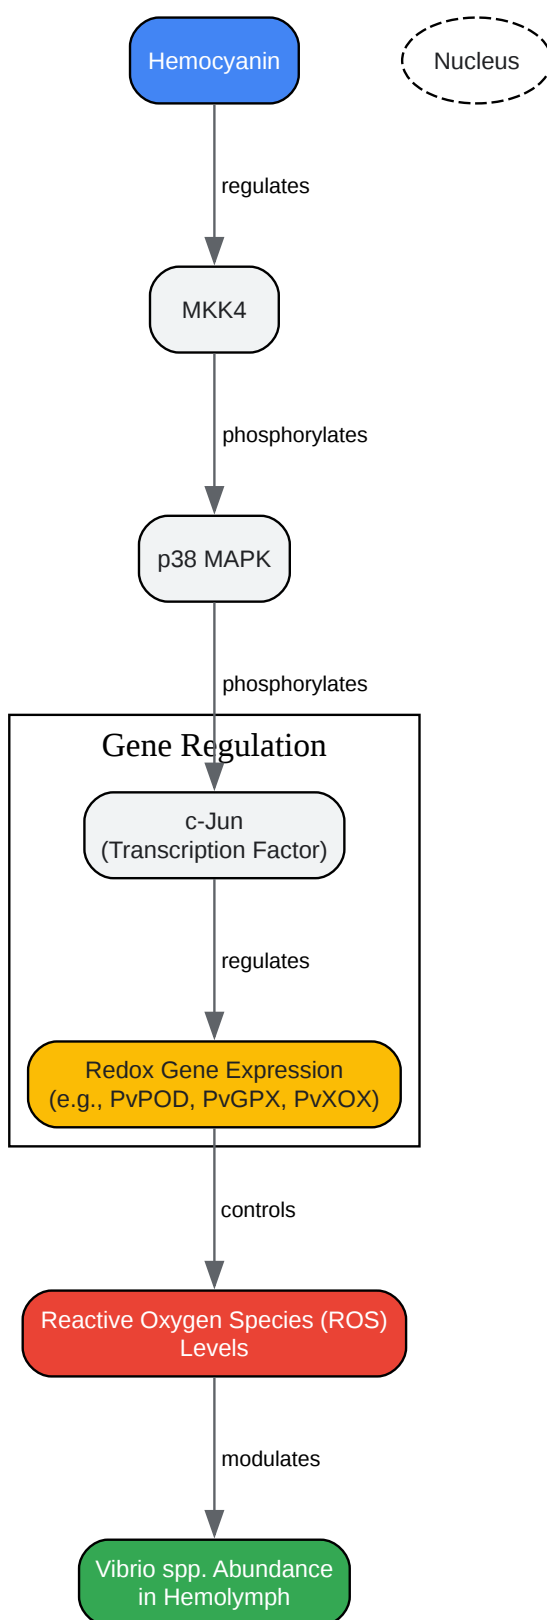 Hemocyanin
Nucleus
regulates
MKK4
phosphorylates
p38 MAPK
phosphorylates
Gene Regulation
c-Jun
(Transcription Factor)
regulates
Redox Gene Expression
(e.g., PvPOD, PvGPX, PvXOX)
controls
Reactive Oxygen Species (ROS)
Levels
modulates
Vibrio spp. Abundance
in Hemolymph